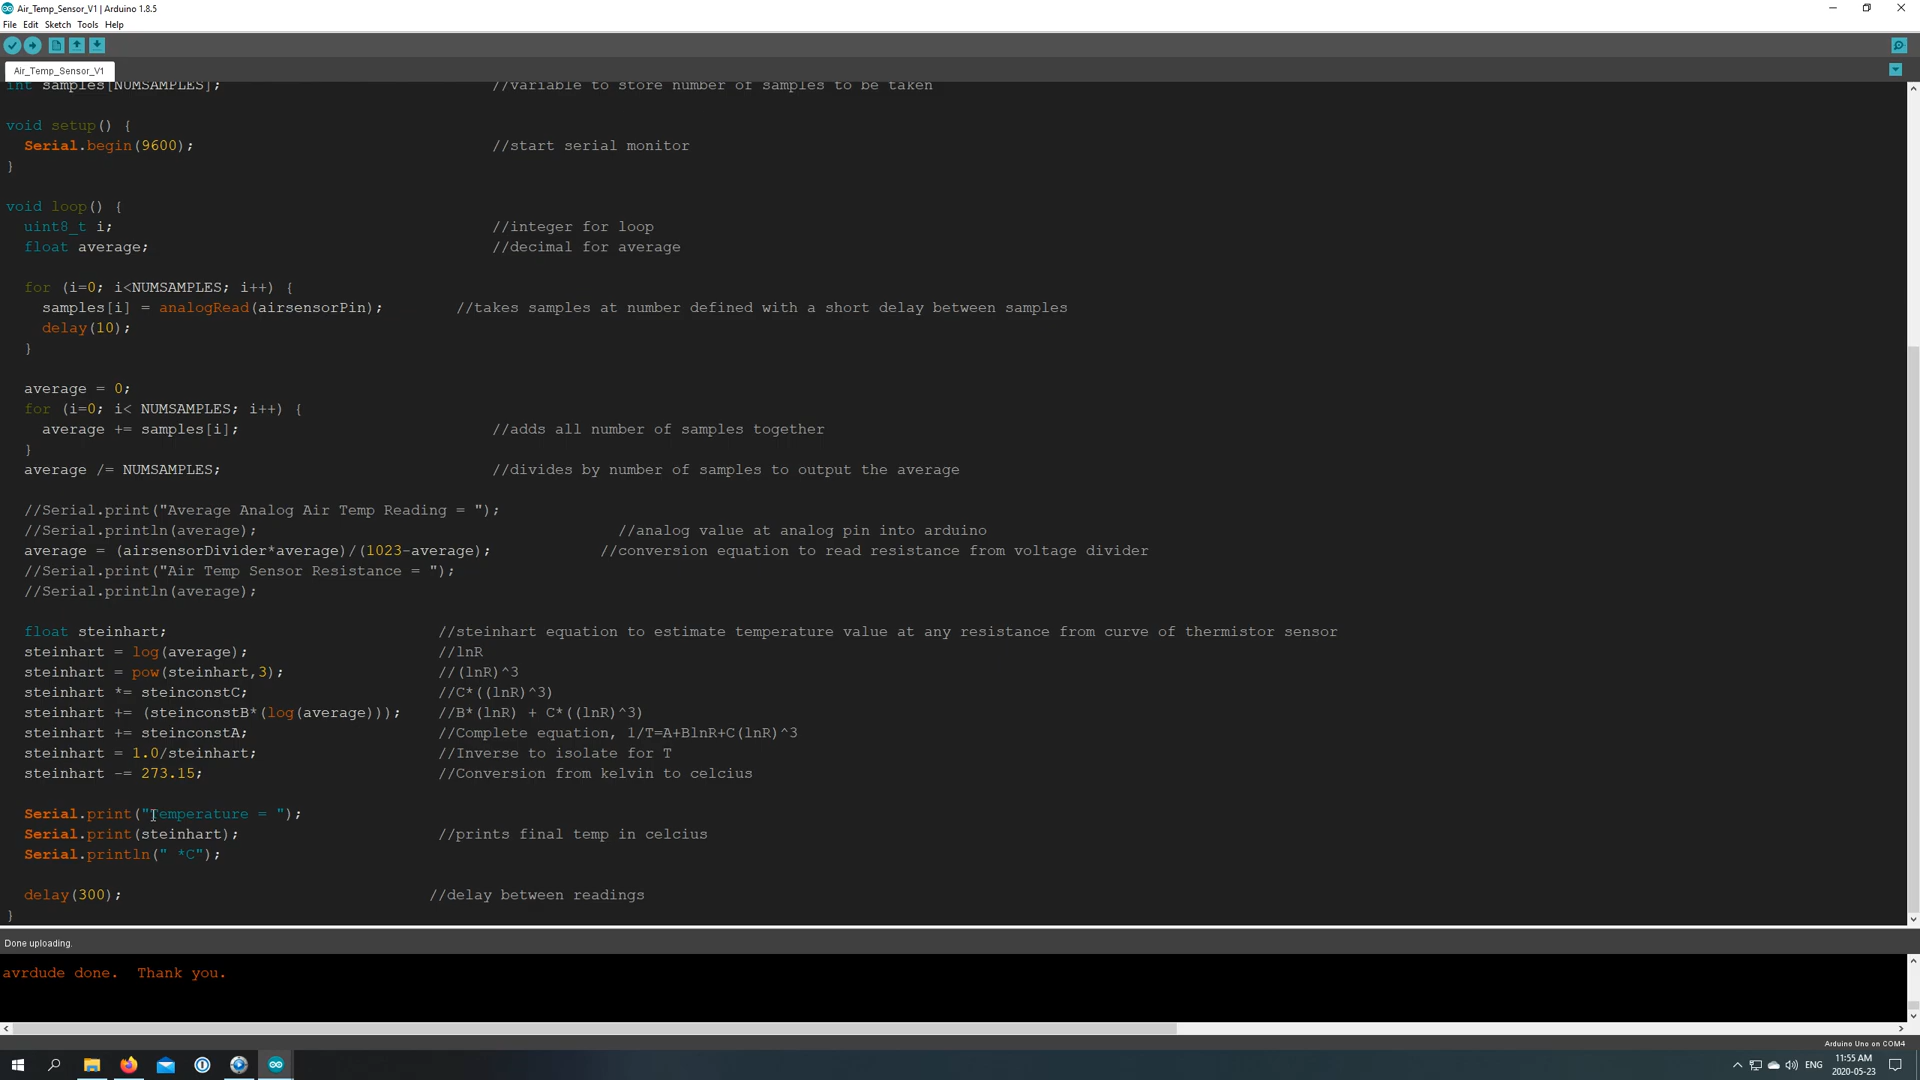 Air_Temp_Sensor_V1 | Arduino 1.8.5
File Edit Sketch Tools Help
Air_Temp_Sensor_V1
int samples[NUMSAMPLES]; //variable to store number of samples to be taken
void setup() {
Serial.begin(9600); //start serial monitor
}
void loop() {
uint8_t i; //integer for loop
float average; //decimal for average
for (i=0; i<NUMSAMPLES; i++) {
samples[i] = analogRead(airsensorPin); //takes samples at number defined with a short delay between samples
delay(10);
}
average = 0;
for (i=0; i< NUMSAMPLES; i++) {
average += samples[i]; //adds all number of samples together
}
average /= NUMSAMPLES; //divides by number of samples to output the average
//Serial.print("Average Analog Air Temp Reading = ");
//Serial.println(average); //analog value at analog pin into arduino
average = (airsensorDivider*average)/(1023-average); //conversion equation to read resistance from voltage divider
//Serial.print("Air Temp Sensor Resistance = ");
//Serial.println(average);
float steinhart; //steinhart equation to estimate temperature value at any resistance from curve of thermistor sensor
steinhart = log(average); //lnR
steinhart = pow(steinhart,3); //(lnR)^3
steinhart *= steinconstC; //C*((lnR)^3)
steinhart += (steinconstB*(log(average))); //B*(lnR) + C*((lnR)^3)
steinhart += steinconstA; //Complete equation, 1/T=A+BlnR+C(lnR)^3
steinhart = 1.0/steinhart; //Inverse to isolate for T
steinhart -= 273.15; //Conversion from kelvin to celcius
Serial.print("Temperature = ");
Serial.print(steinhart); //prints final temp in celcius
Serial.println(" *C");
delay(300); //delay between readings
}
Done uploading.
avrdude done.  Thank you.
Arduino Uno on COM4
ENG
11:55 AM
2020-05-23